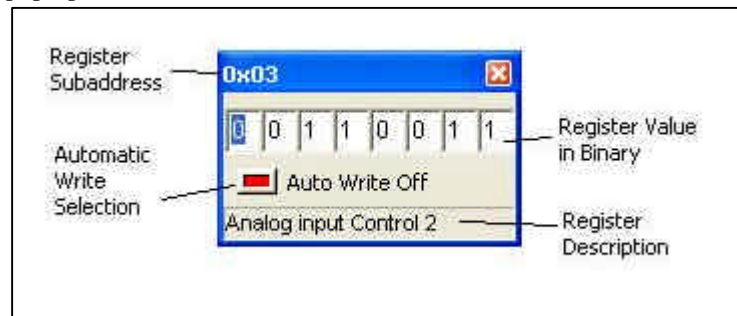 Register
Subaddress
0x03
0 0 1 1 0 0 1 1
Register Value
in Binary
Automatic
Write
Selection
Auto Write Off
Analog input Control 2
Register
Description